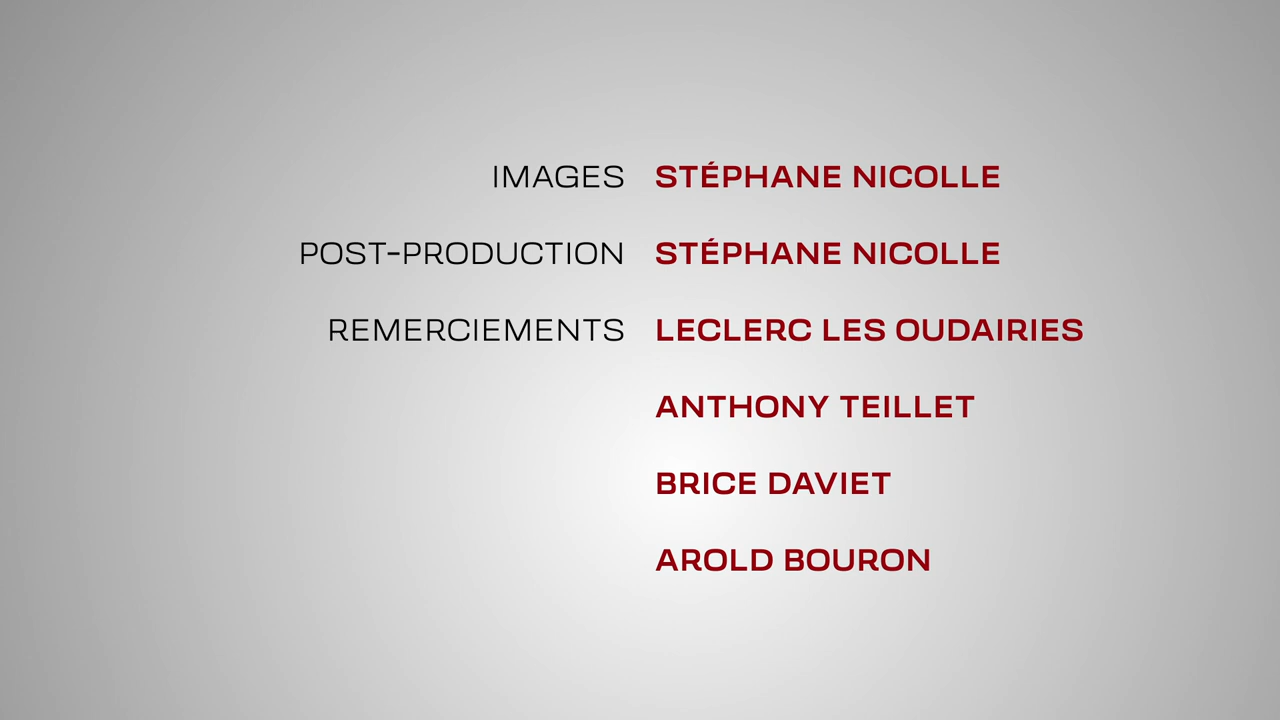 IMAGES STÉPHANE NICOLLE
POST-PRODUCTION STÉPHANE NICOLLE
REMERCIEMENTS LECLERC LES OUDAIRIES
ANTHONY TEILLET
BRICE DAVIET
AROLD BOURON